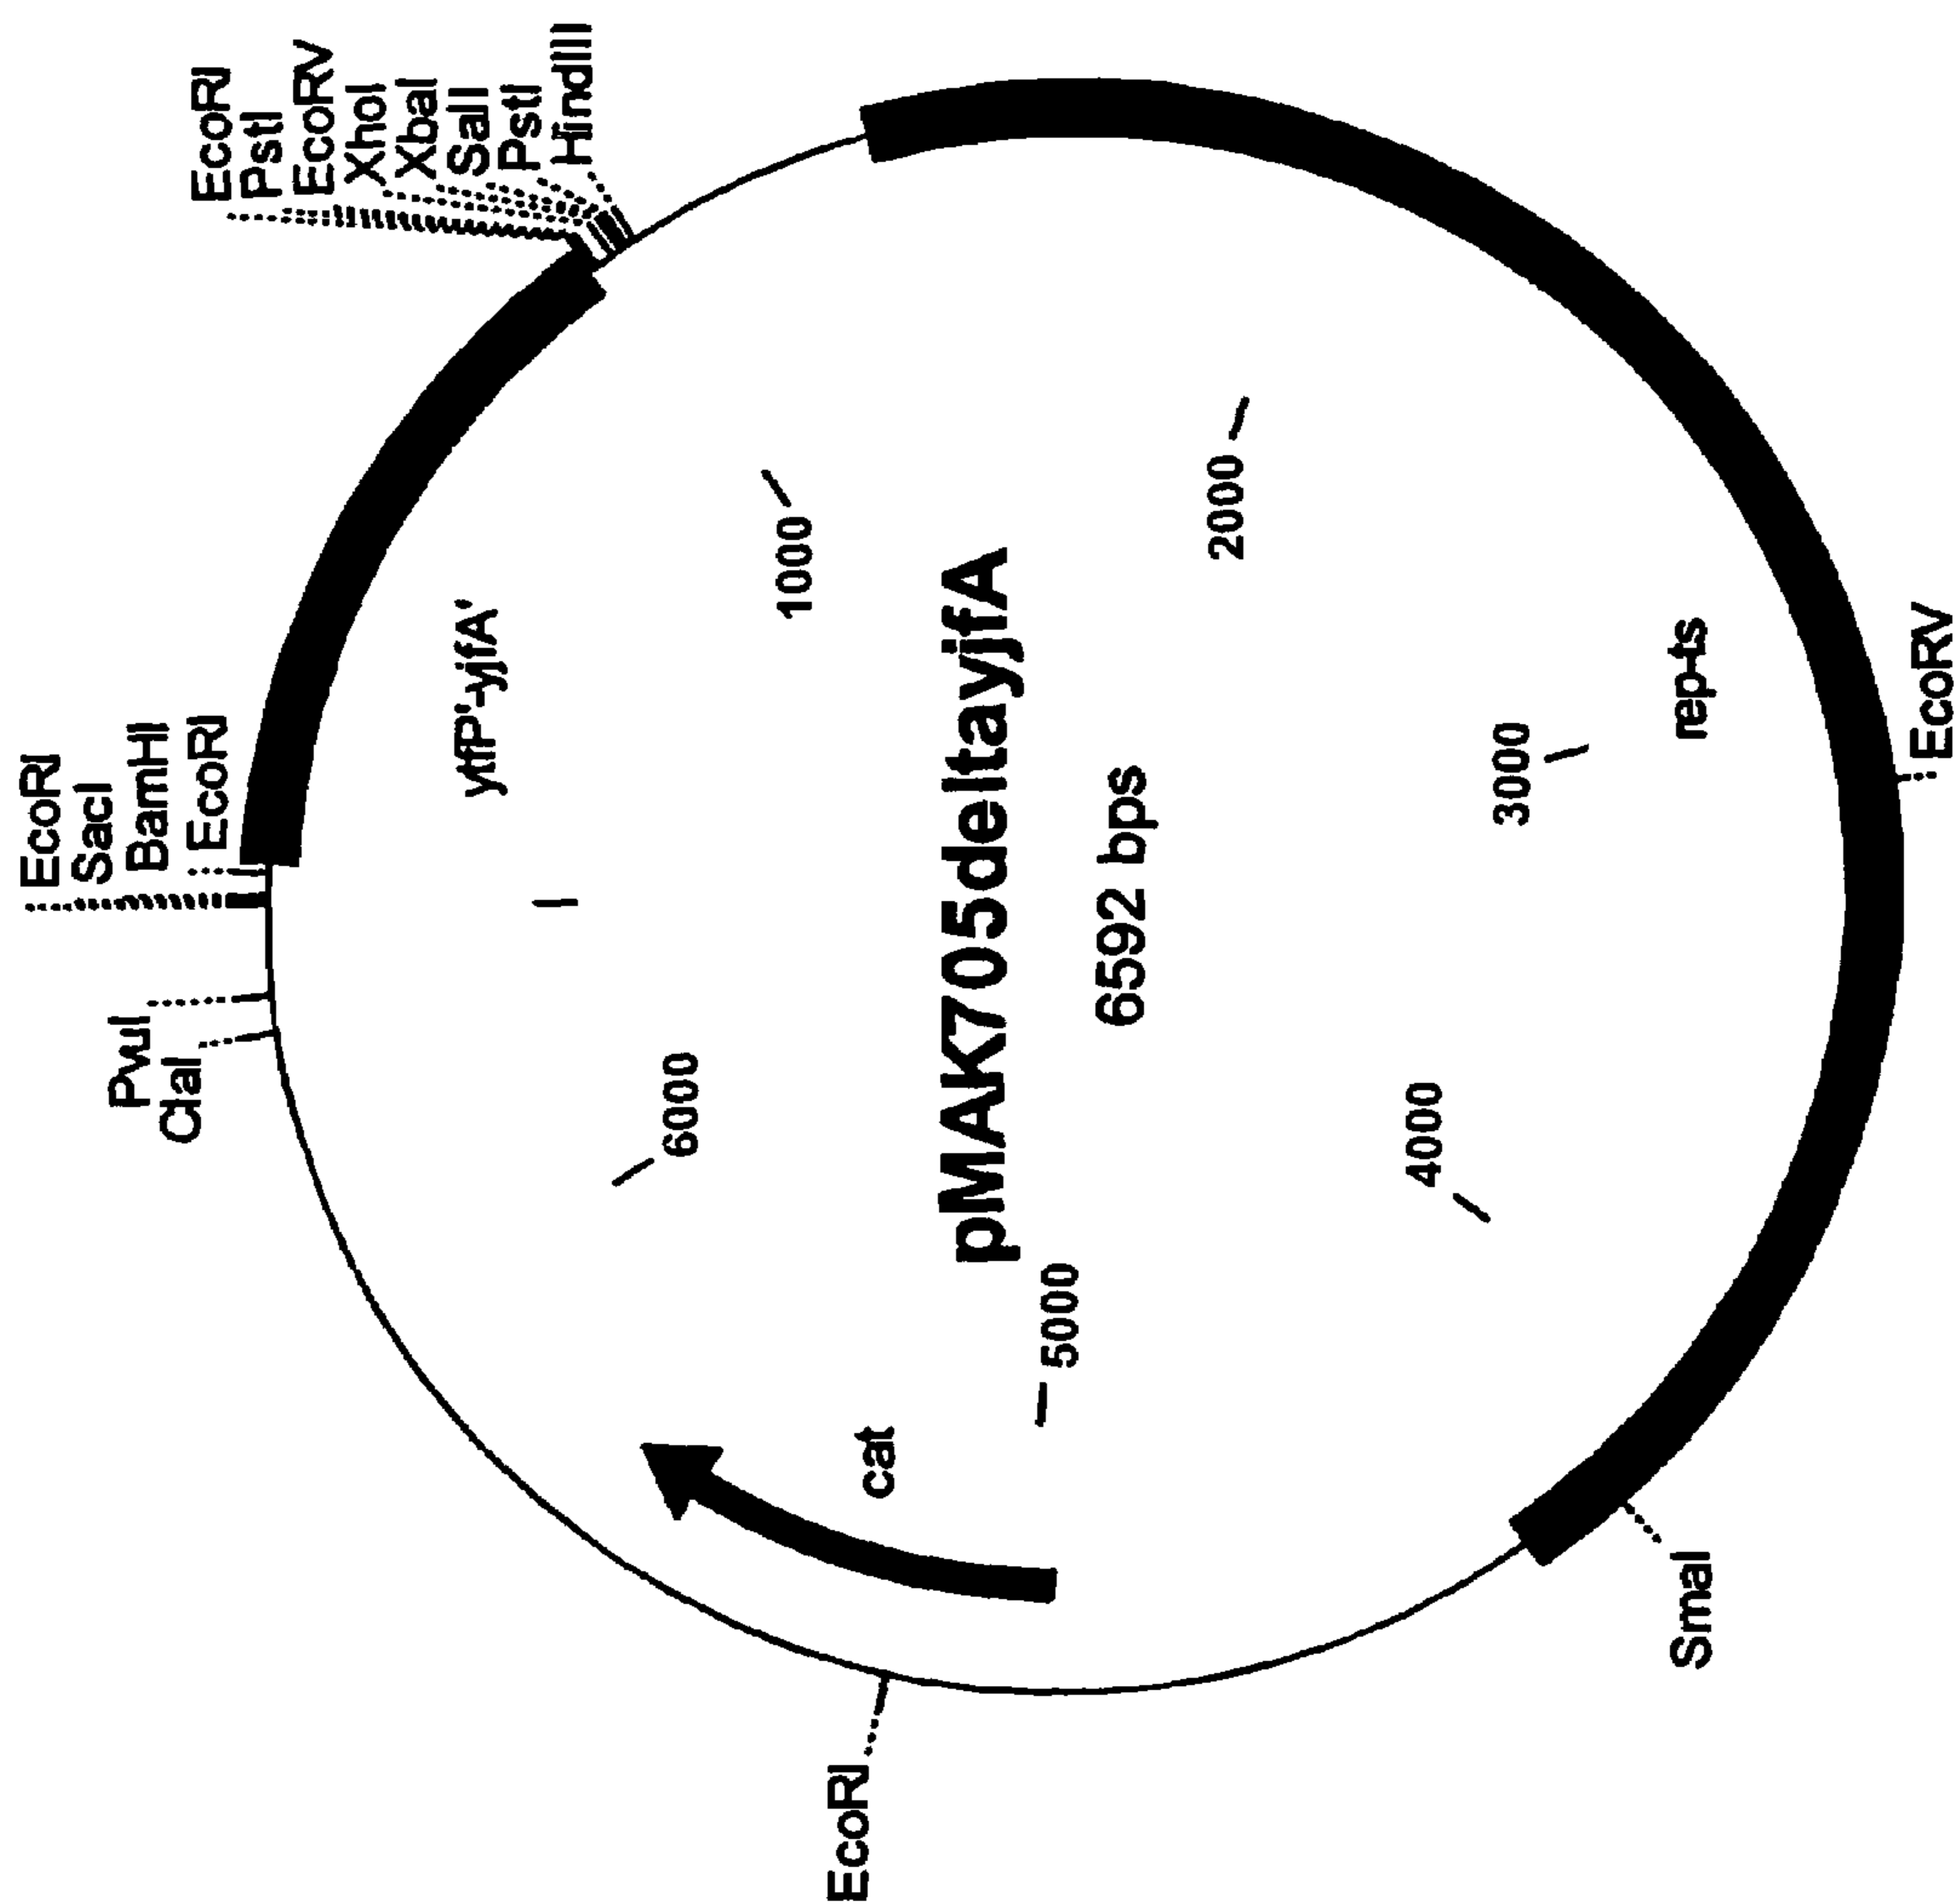 EcoRI
SacI
BamHI
EcoRI
PvuI
ClaI
EcoRI
PstI
EcoRV
XhoI
XbaI
SalI
PstI
HindIII
ytfP'-yjfA'
1000
2000
3000
4000
5000
6000
pMAK705deltayjfA
6592 bps
cat
rep-ts
EcoRI
SmaI
EcoRV